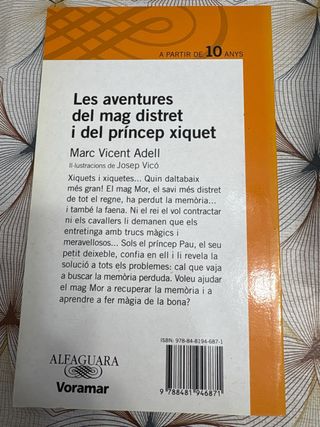 A PARTIR DE 10 ANYS
Les aventures
del mag distret
i del príncep xiquet
Marc Vicent Adell
Il·lustracions de Josep Vicó
Xiquets i xiquetes... Quin daltabaix
més gran! El mag Mor, el savi més distret
de tot el regne, ha perdut la memòria...
... i també la faena. Ni el rei el vol contractar
ni els cavallers li demanen que els
entretinga amb trucs màgics i
meravellosos... Sols el príncep Pau, el seu
petit deixeble, confia en ell i li revela la
solució a tots els problemes: cal que vaja
a buscar la memòria perduda. Voleu ajudar
el mag Mor a recuperar la memòria i a
aprendre a fer màgia de la bona?
ISBN: 978-84-8194-687-1
9 788481 946871
ALFAGUARA
Voramar